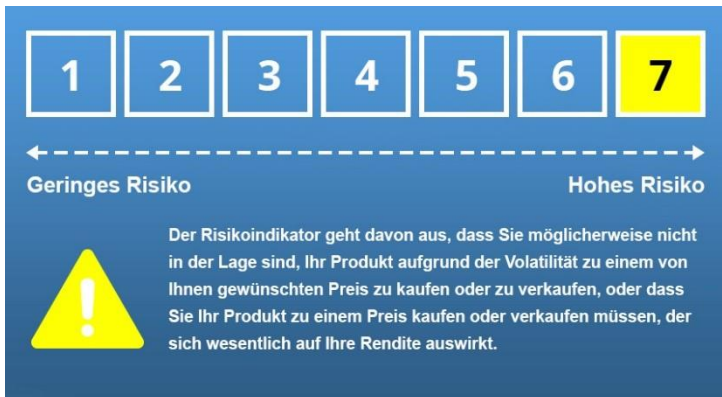 1 2 3 4 5 6 7
Geringes Risiko Hohes Risiko
Der Risikoindikator geht davon aus, dass Sie möglicherweise nicht
in der Lage sind, Ihr Produkt aufgrund der Volatilität zu einem von
Ihnen gewünschten Preis zu kaufen oder zu verkaufen, oder dass
Sie Ihr Produkt zu einem Preis kaufen oder verkaufen müssen, der
sich wesentlich auf Ihre Rendite auswirkt.
!